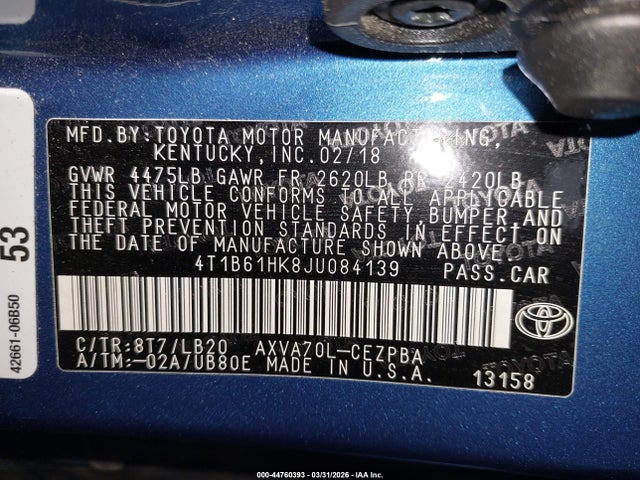 MFD.BY:TOYOTA MOTOR MANUFACTURING,
KENTUCKY, INC. 02/18
GVWR 4475LB GAWR FR 2620LB RR 2420LB
THIS VEHICLE CONFORMS TO ALL APPLICABLE
FEDERAL MOTOR VEHICLE SAFETY, BUMPER AND
THEFT PREVENTION STANDARDS IN EFFECT ON
THE DATE OF MANUFACTURE SHOWN ABOVE.
4T1B61HK8JU084139 PASS.CAR
C/TR:8T7/LB20 AXVA70L-CEZPBA
A/TM:-02A/UB80E MADE IN U.S.A. 13158
TOYOTA
53
42661-06B50
000-44760393 - 03/31/2026 - IAA Corp.